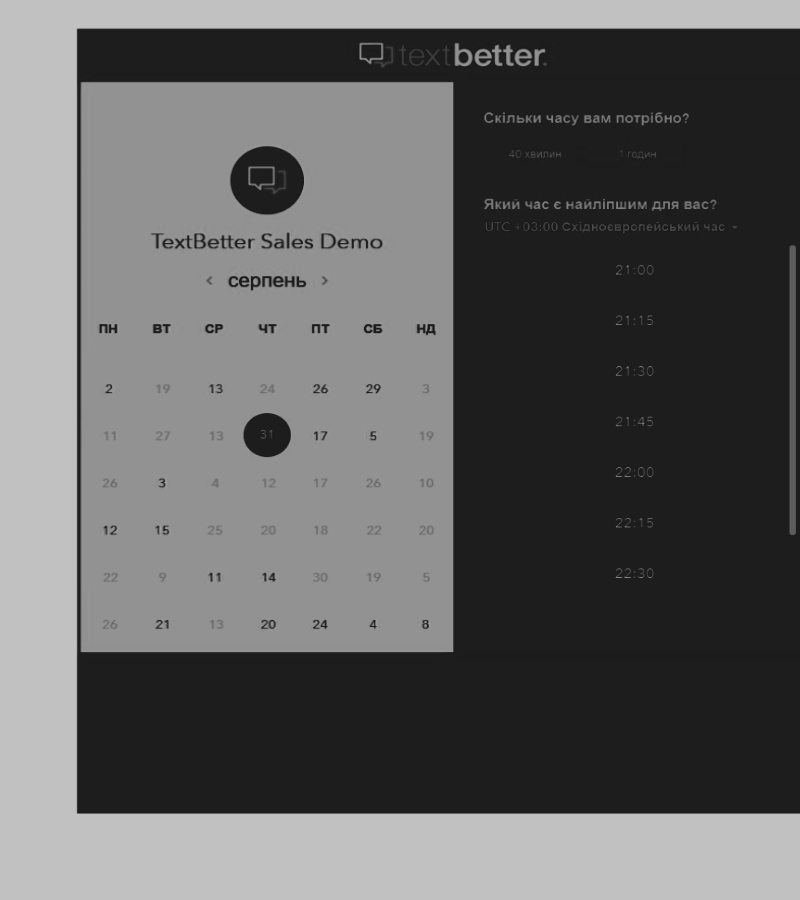 textbetter.
TextBetter Sales Demo
< серпень >
ПН ВТ СР ЧТ ПТ СБ НД
2 19 13 24 26 29 3
11 27 13 31 17 5 19
26 3 4 12 17 26 10
12 15 25 20 18 22 20
22 9 11 14 30 19 5
26 21 13 20 24 4 8
Скільки часу вам потрібно?
40 хвилин 1 годин
Який час є найліпшим для вас?
UTC +03:00 Східноєвропейський час
21:00
21:15
21:30
21:45
22:00
22:15
22:30